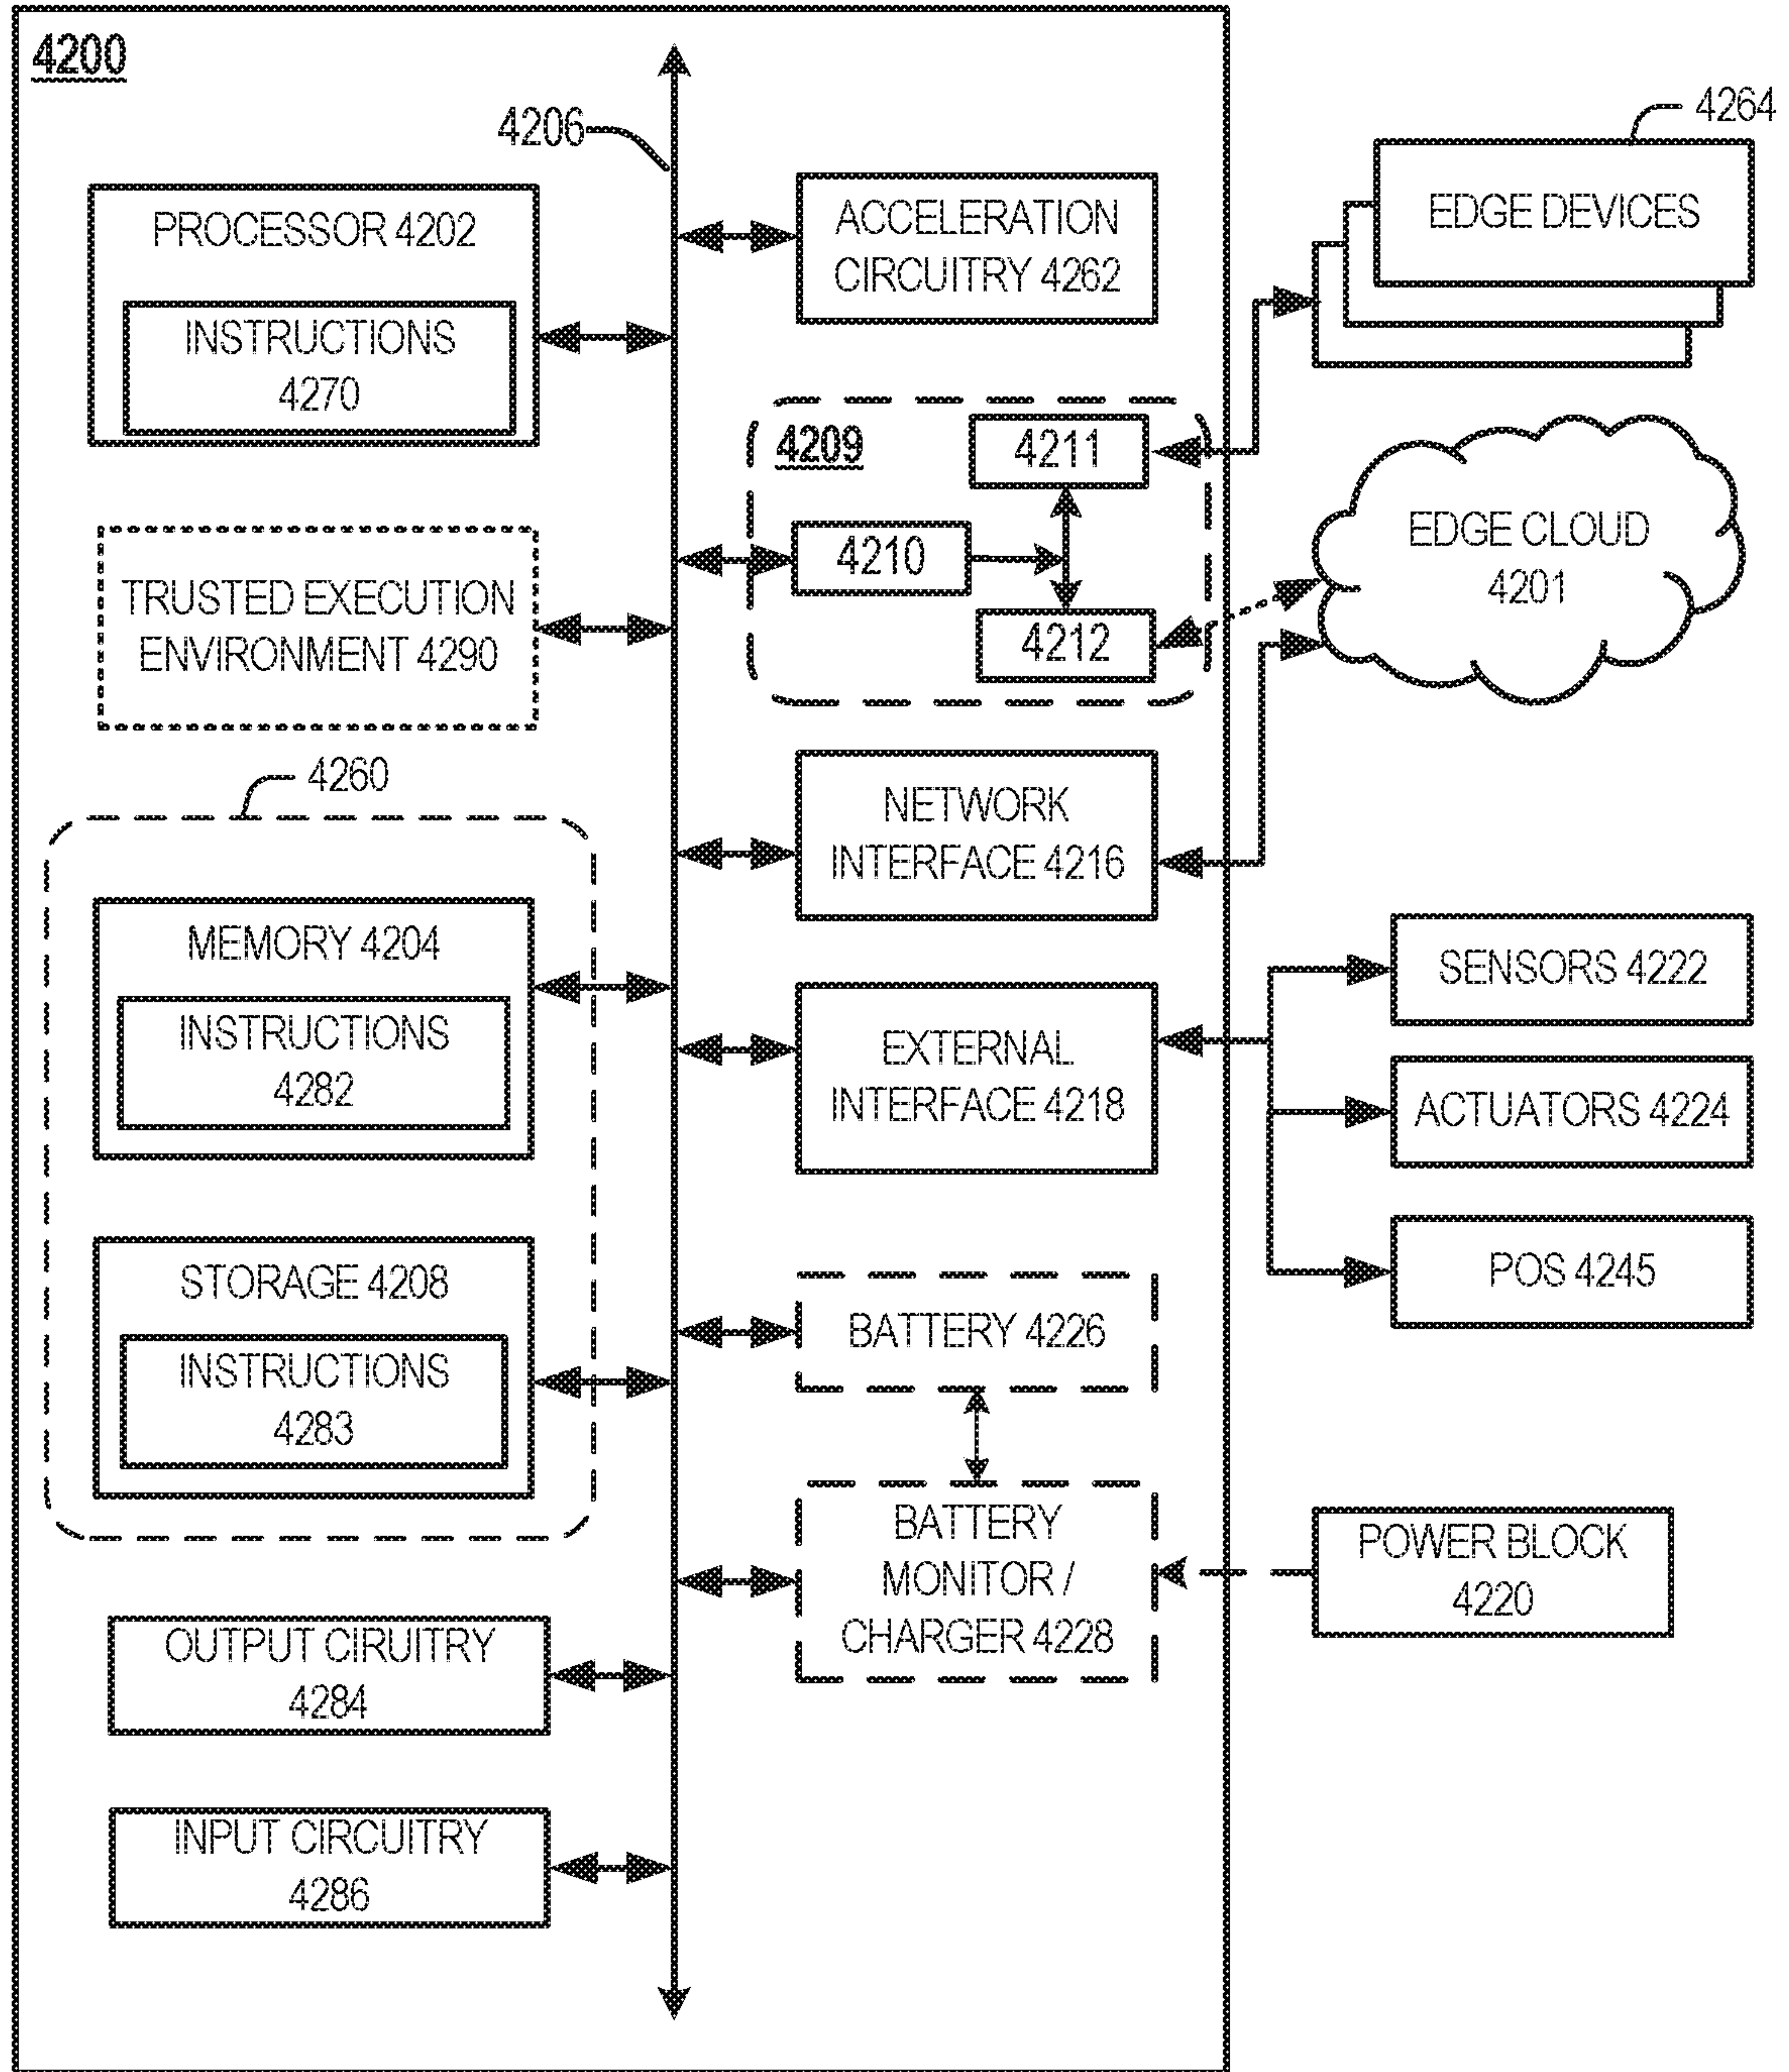 4200
4206
4264
PROCESSOR 4202
INSTRUCTIONS
4270
ACCELERATION
CIRCUITRY 4262
EDGE DEVICES
4209
4211
4210
4212
EDGE CLOUD
4201
TRUSTED EXECUTION
ENVIRONMENT 4290
4260
NETWORK
INTERFACE 4216
MEMORY 4204
INSTRUCTIONS
4282
EXTERNAL
INTERFACE 4218
SENSORS 4222
ACTUATORS 4224
POS 4245
STORAGE 4208
INSTRUCTIONS
4283
BATTERY 4226
BATTERY
MONITOR /
CHARGER 4228
POWER BLOCK
4220
OUTPUT CIRUITRY
4284
INPUT CIRCUITRY
4286